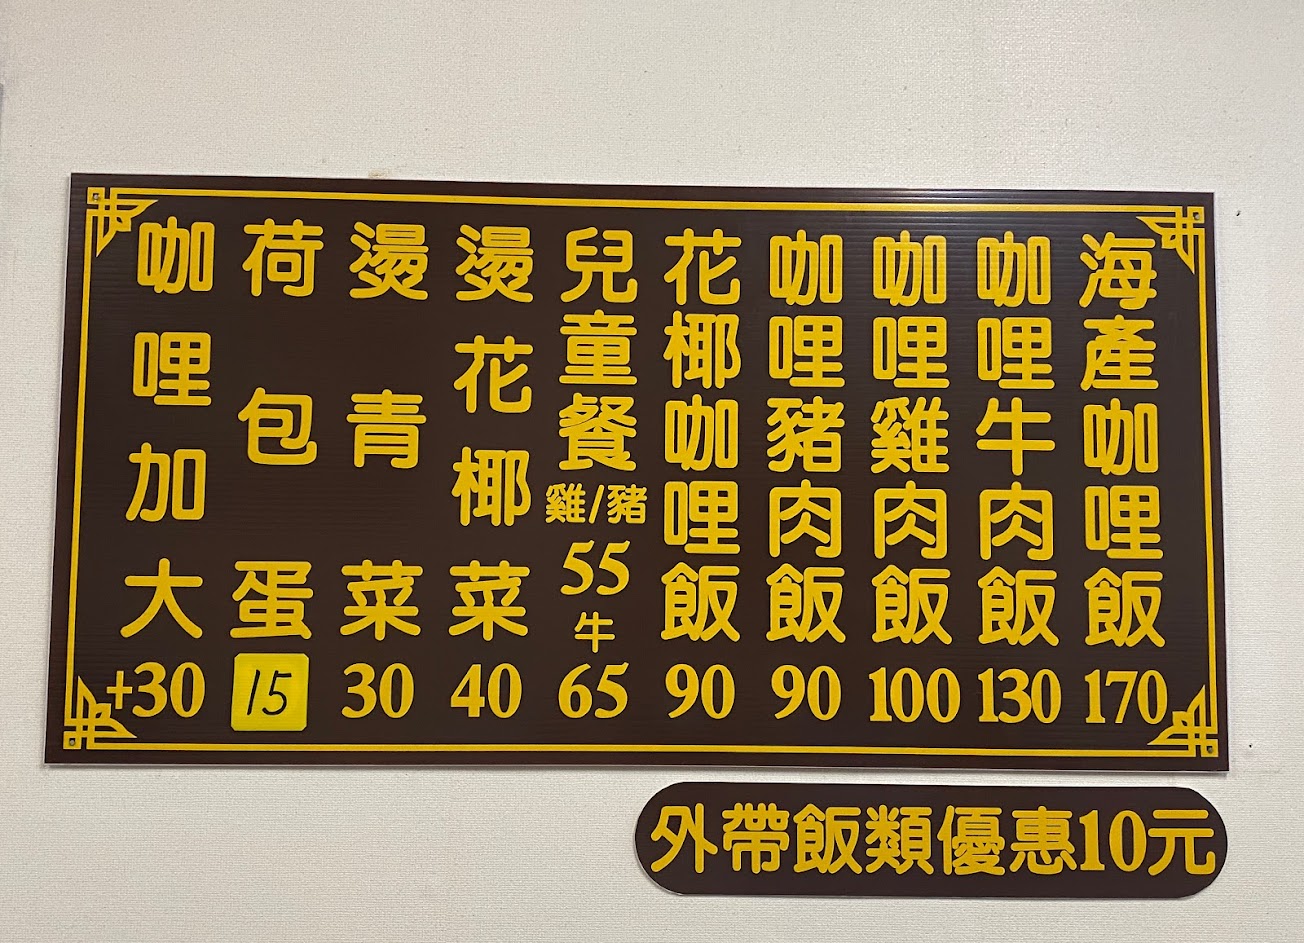 海產咖哩飯 170
咖哩牛肉飯 130
咖哩雞肉飯 100
咖哩豬肉飯 90
花椰咖哩飯 90
兒童餐 雞/豬 55 牛 65
燙花椰菜 40
燙青菜 30
荷包蛋 15
咖哩加大 +30
外帶飯類優惠10元